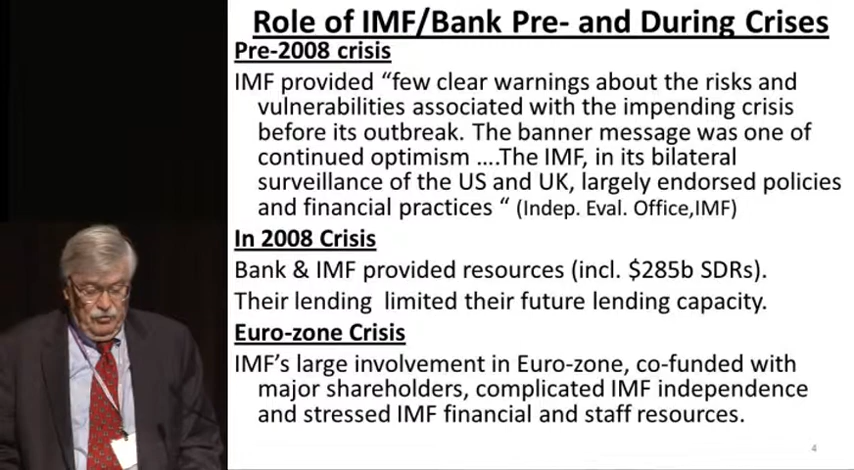 Role of IMF/Bank Pre- and During Crises
Pre-2008 crisis
IMF provided “few clear warnings about the risks and
vulnerabilities associated with the impending crisis
before its outbreak. The banner message was one of
continued optimism ....The IMF, in its bilateral
surveillance of the US and UK, largely endorsed policies
and financial practices “ (Indep. Eval. Office,IMF)
In 2008 Crisis
Bank & IMF provided resources (incl. $285b SDRs).
Their lending  limited their future lending capacity.
Euro-zone Crisis
IMF’s large involvement in Euro-zone, co-funded with
major shareholders, complicated IMF independence
and stressed IMF financial and staff resources.
4